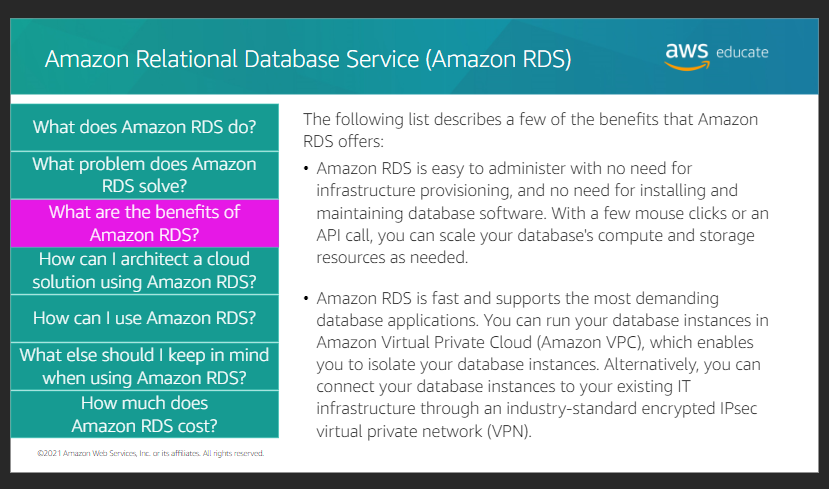 Amazon Relational Database Service (Amazon RDS)
aws educate
What does Amazon RDS do?
What problem does Amazon
RDS solve?
What are the benefits of
Amazon RDS?
How can I architect a cloud
solution using Amazon RDS?
How can I use Amazon RDS?
What else should I keep in mind
when using Amazon RDS?
How much does
Amazon RDS cost?
©2021 Amazon Web Services, Inc. or its affiliates. All rights reserved.
The following list describes a few of the benefits that Amazon
RDS offers:
• Amazon RDS is easy to administer with no need for
infrastructure provisioning, and no need for installing and
maintaining database software. With a few mouse clicks or an
API call, you can scale your database's compute and storage
resources as needed.
• Amazon RDS is fast and supports the most demanding
database applications. You can run your database instances in
Amazon Virtual Private Cloud (Amazon VPC), which enables
you to isolate your database instances. Alternatively, you can
connect your database instances to your existing IT
infrastructure through an industry-standard encrypted IPsec
virtual private network (VPN).